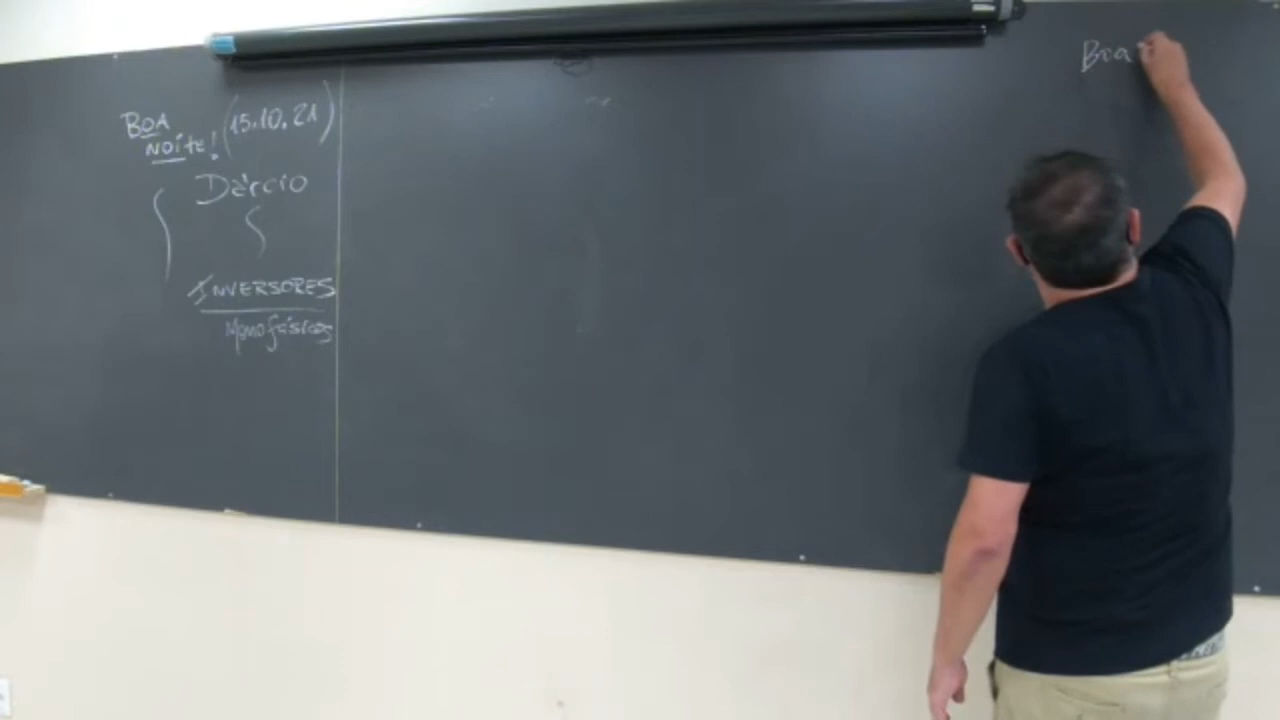 BOA
NOite! (15.10.21)
Dércio
INVERSORES
Monofásicos
Boa